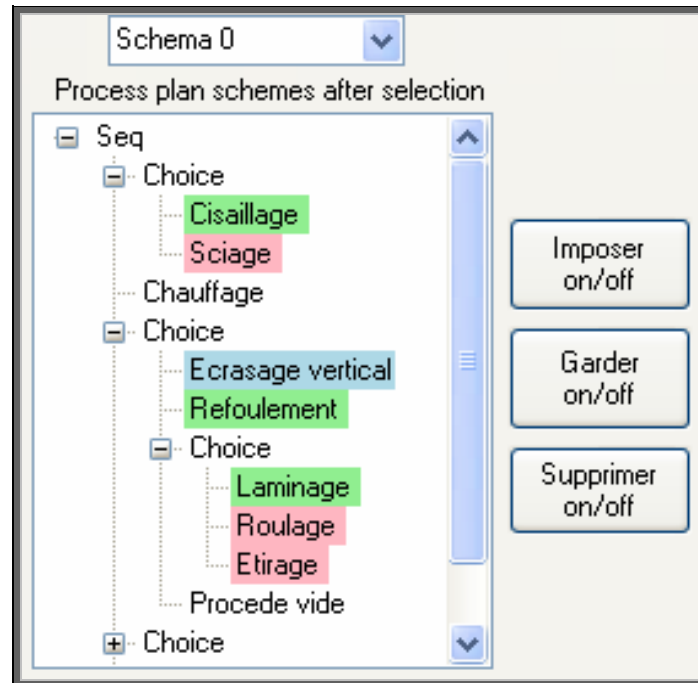 Schema 0
Process plan schemes after selection
Seq
Choice
Cisaillage
Sciage
Chauffage
Choice
Ecrasage vertical
Refoulement
Choice
Laminage
Roulage
Etirage
Procede vide
Choice
Imposer
on/off
Garder
on/off
Supprimer
on/off